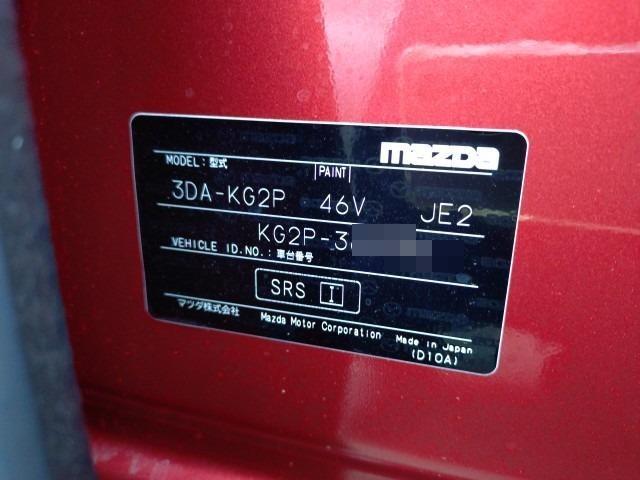 mazda
MODEL:型式 PAINT
3DA-KG2P 46V JE2
KG2P-3
VEHICLE ID.NO.:車台番号
SRS I
マツダ株式会社 Mazda Motor Corporation Made in Japan
(D10A)